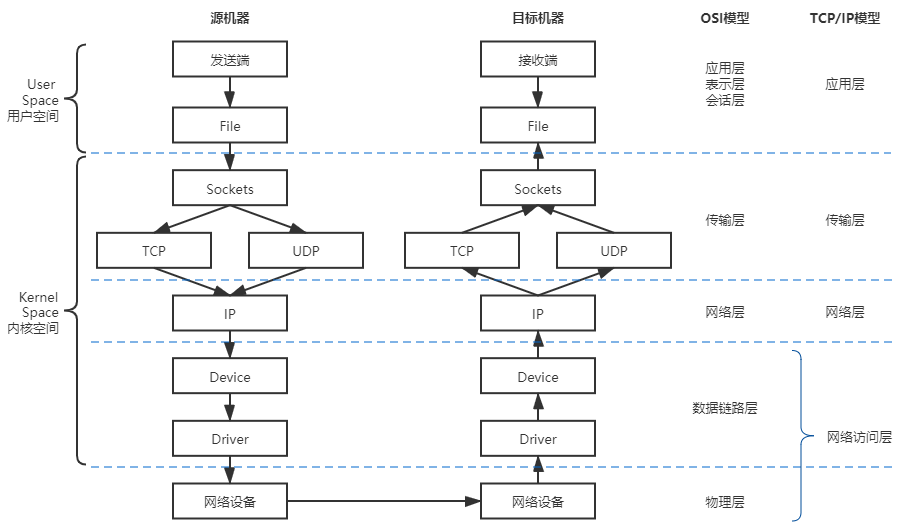 源机器
目标机器
OSI模型
TCP/IP模型
发送端
接收端
User
Space
用户空间
应用层
表示层
会话层
应用层
File
File
Sockets
Sockets
传输层
传输层
TCP
UDP
TCP
UDP
Kernel
Space
内核空间
IP
IP
网络层
网络层
Device
Device
数据链路层
Driver
Driver
网络访问层
网络设备
网络设备
物理层